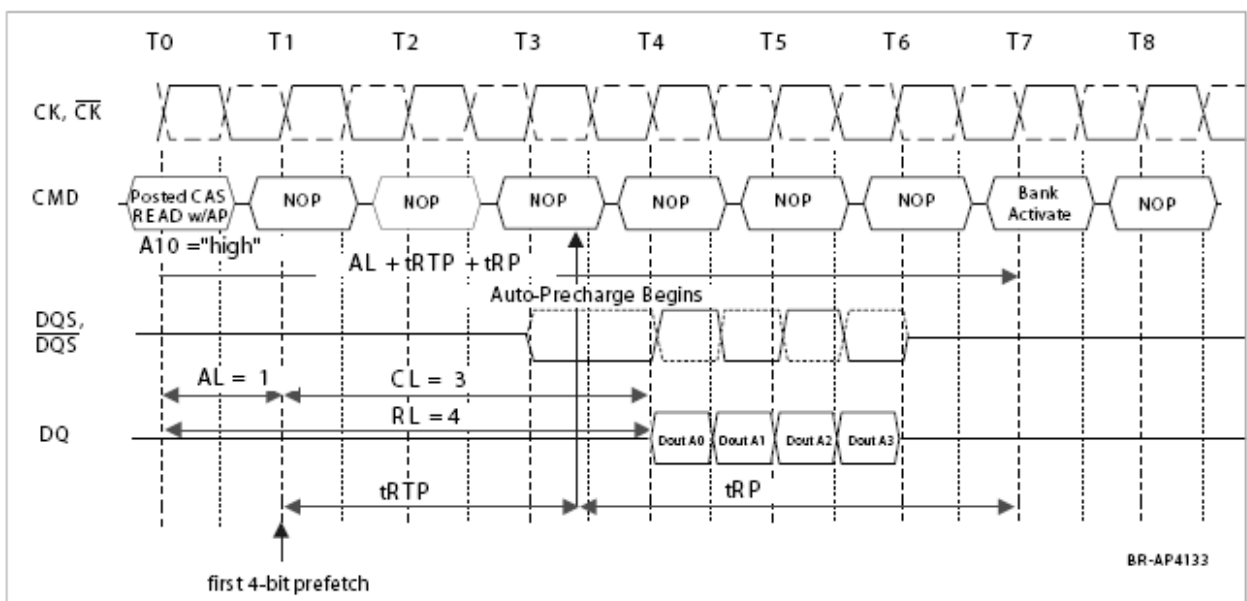 T0 T1 T2 T3 T4 T5 T6 T7 T8
CK, C̅K̅
CMD
Posted CAS
READ w/AP
NOP NOP NOP NOP NOP NOP
Bank
Activate
NOP
A10 ="high"
AL + tRTP + tRP
Auto-Precharge Begins
DQS,
D̅Q̅S̅
AL = 1
CL = 3
RL = 4
DQ
Dout A0 Dout A1 Dout A2 Dout A3
tRTP
tRP
first 4-bit prefetch
BR-AP4133